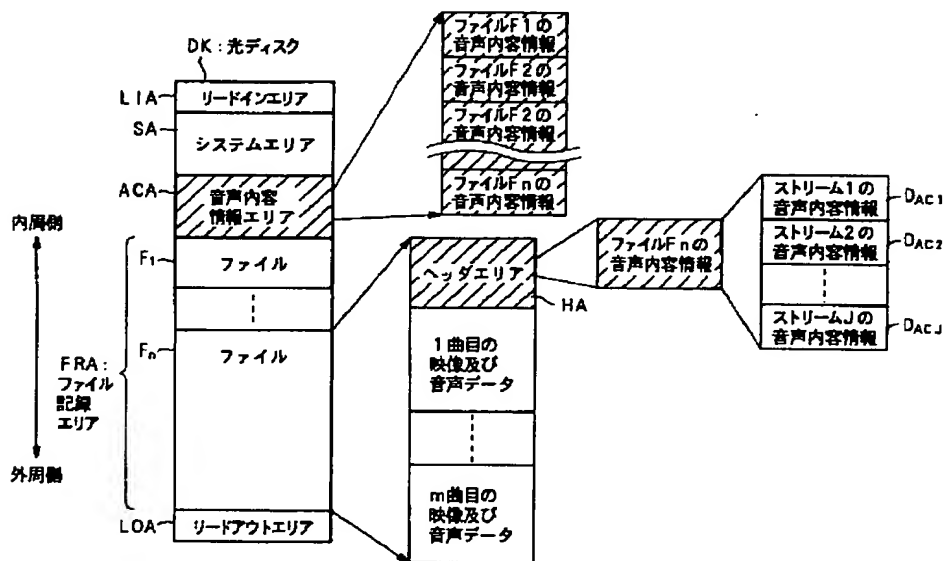 DK:光ディスク
LIA
リードインエリア
SA
システムエリア
ACA
音声内容
情報エリア
内周側
外周側
F1
ファイル
Fn
ファイル
FRA:
ファイル
記録
エリア
LOA
リードアウトエリア
ファイルF1の
音声内容情報
ファイルF2の
音声内容情報
ファイルF2の
音声内容情報
ファイルFnの
音声内容情報
ヘッダエリア
HA
1曲目の
映像及び
音声データ
m曲目の
映像及び
音声データ
ファイルFnの
音声内容情報
ストリーム1の
音声内容情報
DAC1
ストリーム2の
音声内容情報
DAC2
ストリームJの
音声内容情報
DACJ